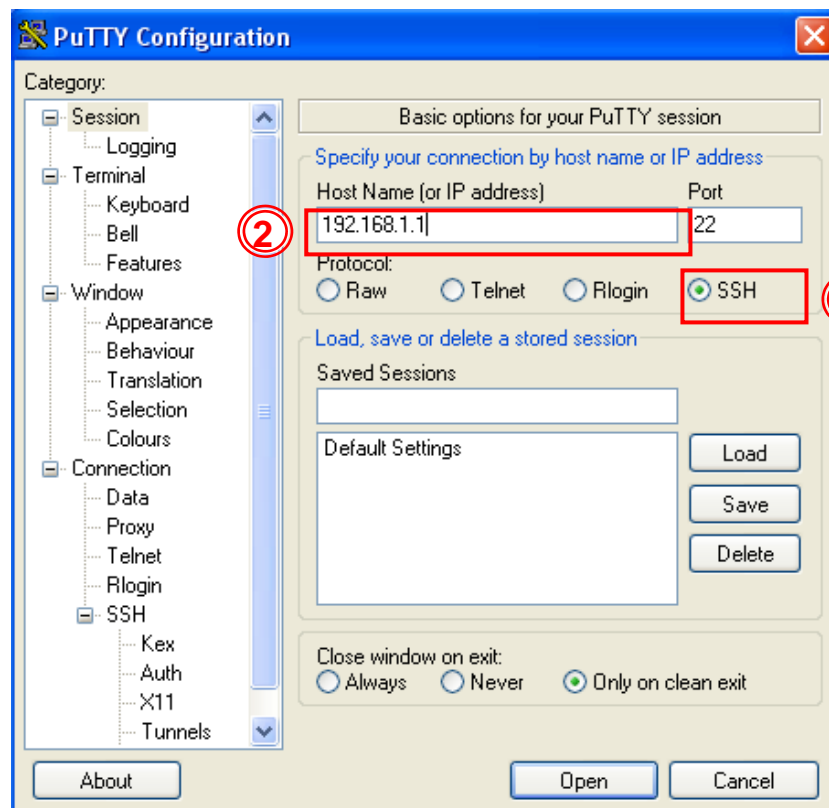 PuTTY Configuration
Category:
Session
Logging
Terminal
Keyboard
Bell
Features
Window
Appearance
Behaviour
Translation
Selection
Colours
Connection
Data
Proxy
Telnet
Rlogin
SSH
Kex
Auth
X11
Tunnels
Basic options for your PuTTY session
Specify your connection by host name or IP address
Host Name (or IP address) Port
② 192.168.1.1 22
Protocol:
Raw Telnet Rlogin SSH
Load, save or delete a stored session
Saved Sessions
Default Settings
Load
Save
Delete
Close window on exit:
Always Never Only on clean exit
About Open Cancel